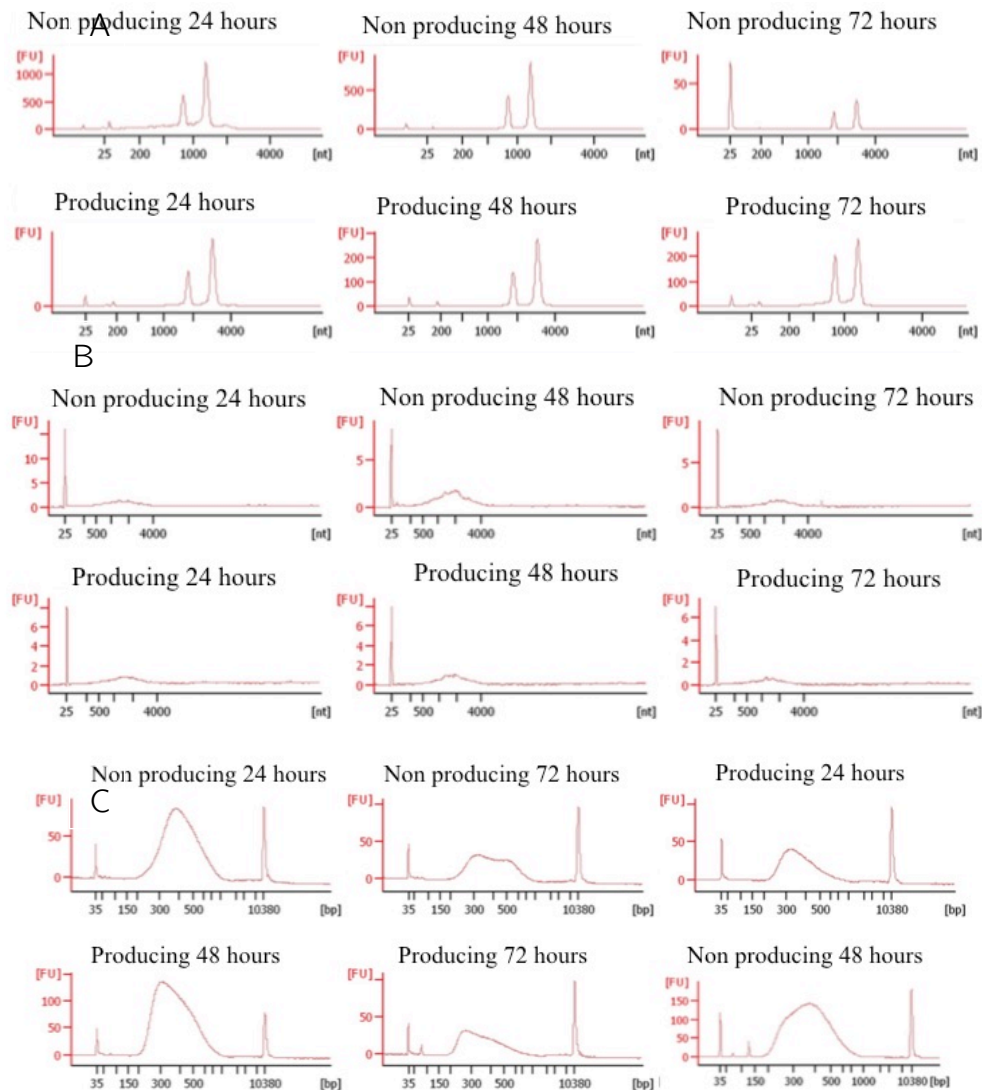 A
Non producing 24 hours
Non producing 48 hours
Non producing 72 hours
[FU]
1000
500
0
25 200 1000 4000 [nt]
[FU]
500
0
25 200 1000 4000 [nt]
[FU]
50
0
25 200 1000 4000 [nt]
Producing 24 hours
Producing 48 hours
Producing 72 hours
[FU]
0
25 200 1000 4000 [nt]
[FU]
200
100
0
25 200 1000 4000 [nt]
[FU]
200
100
0
25 200 1000 4000 [nt]
B
Non producing 24 hours
Non producing 48 hours
Non producing 72 hours
[FU]
10
5
0
25 500 4000 [nt]
[FU]
5
0
25 500 4000 [nt]
[FU]
5
0
25 500 4000 [nt]
Producing 24 hours
Producing 48 hours
Producing 72 hours
[FU]
6
4
2
0
25 500 4000 [nt]
[FU]
6
4
2
0
25 500 4000 [nt]
[FU]
6
4
2
0
25 500 4000 [nt]
C
Non producing 24 hours
Non producing 72 hours
Producing 24 hours
[FU]
50
0
35 150 300 500 10380 [bp]
[FU]
50
0
35 150 300 500 10380 [bp]
[FU]
50
0
35 150 300 500 10380 [bp]
Producing 48 hours
Producing 72 hours
Non producing 48 hours
[FU]
100
50
0
35 150 300 500 10380 [bp]
[FU]
50
0
35 150 300 500 10380 [bp]
[FU]
150
100
50
0
35 150 300 500 1000 10380 [bp]